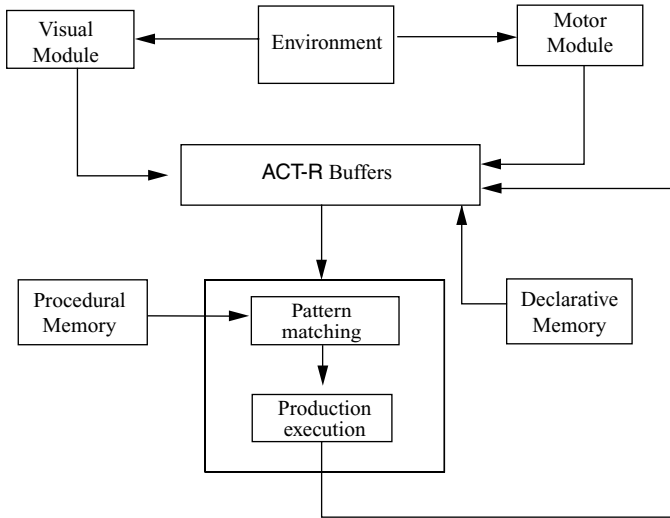 Visual
Module
Environment
Motor
Module
ACT-R Buffers
Procedural
Memory
Pattern
matching
Declarative
Memory
Production
execution